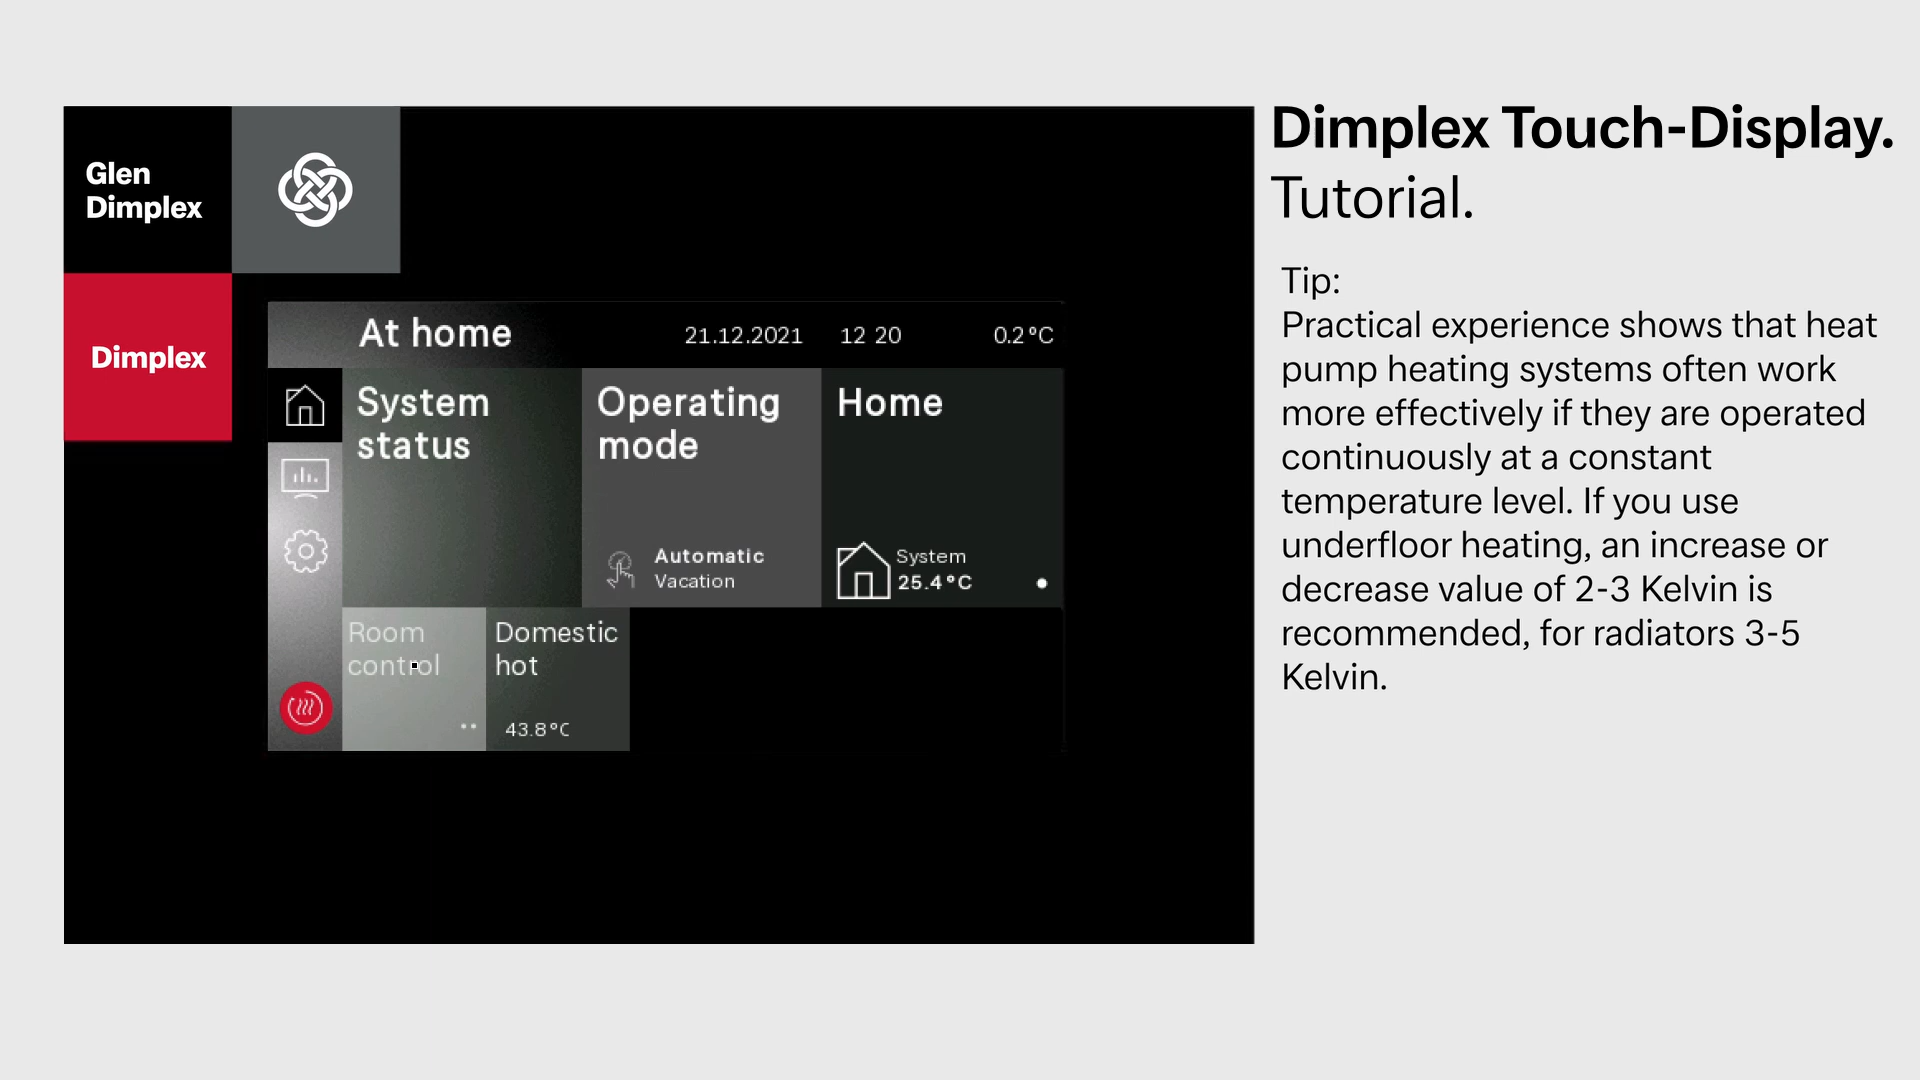 Glen
Dimplex
Dimplex
At home
21.12.2021 12 20 0.2°C
System
status
Operating
mode
Automatic
Vacation
Home
System
25.4°C
Room
control
Domestic
hot
43.8°C
Dimplex Touch-Display.
Tutorial.
Tip:
Practical experience shows that heat
pump heating systems often work
more effectively if they are operated
continuously at a constant
temperature level. If you use
underfloor heating, an increase or
decrease value of 2-3 Kelvin is
recommended, for radiators 3-5
Kelvin.